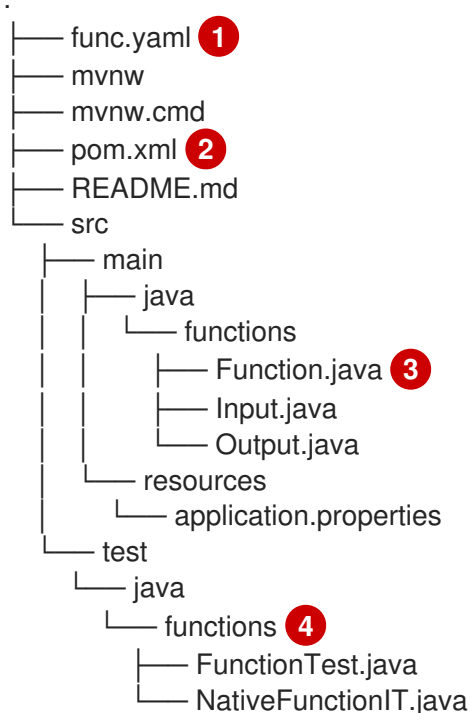 .
├── func.yaml 1
├── mvnw
├── mvnw.cmd
├── pom.xml 2
├── README.md
└── src
    ├── main
    │   ├── java
    │   │   └── functions
    │   │       ├── Function.java 3
    │   │       ├── Input.java
    │   │       └── Output.java
    │   └── resources
    │       └── application.properties
    └── test
        └── java
            └── functions 4
                ├── FunctionTest.java
                └── NativeFunctionIT.java